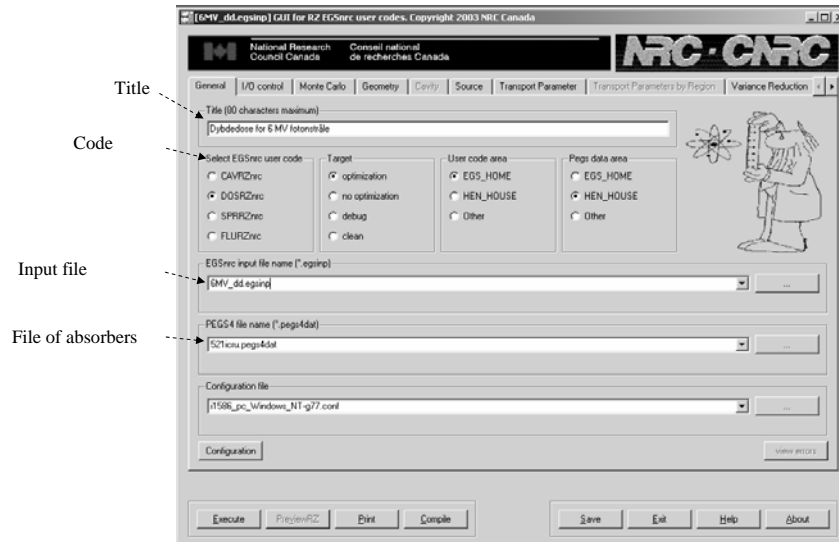 [6MV_dd.egsinp] GUI for RZ EGSnrc user codes. Copyright 2003 NRC Canada
National Research Council Canada
Conseil national de recherches Canada
NRC · CNRC
General I/O control Monte Carlo Geometry Cavity Source Transport Parameter Transport Parameters by Region Variance Reduction
Title
Title (80 characters maximum)
Dybdedose for 6 MV fotonstråle
Code
Select EGSnrc user code
CAVRZnrc
DOSRZnrc
SPRRZnrc
FLURZnrc
Target
optimization
no optimization
debug
clean
User code area
EGS_HOME
HEN_HOUSE
Other
Pegs data area
EGS_HOME
HEN_HOUSE
Other
Input file
EGSnrc input file name (*.egsinp)
6MV_dd.egsinp
...
File of absorbers
PEGS4 file name (*.pegs4dat)
521icru.pegs4dat
...
Configuration file
i1586_pc_Windows_NT-g77.conf
...
Configuration
view errors
Execute PreviewRZ Print Compile Save Exit Help About